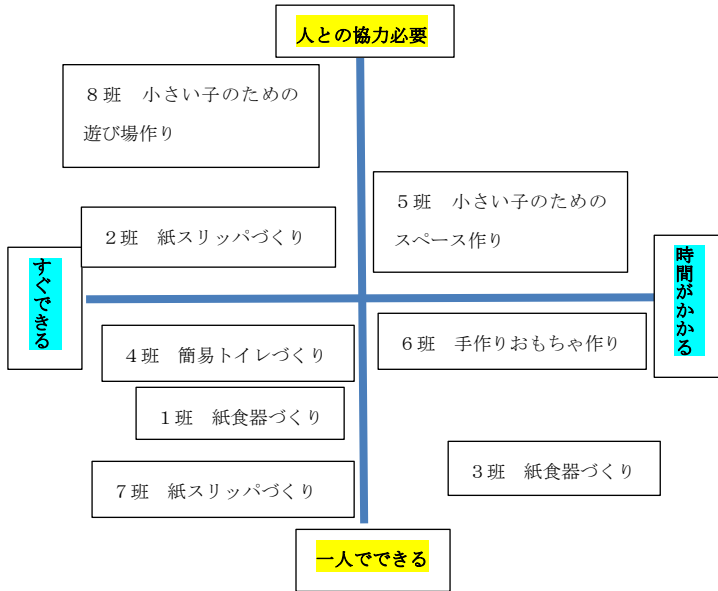 人との協力必要
8班　小さい子のための
遊び場作り
5班　小さい子のための
スペース作り
2班　紙スリッパづくり
すぐできる
時間がかかる
4班　簡易トイレづくり
6班　手作りおもちゃ作り
1班　紙食器づくり
7班　紙スリッパづくり
3班　紙食器づくり
一人でできる